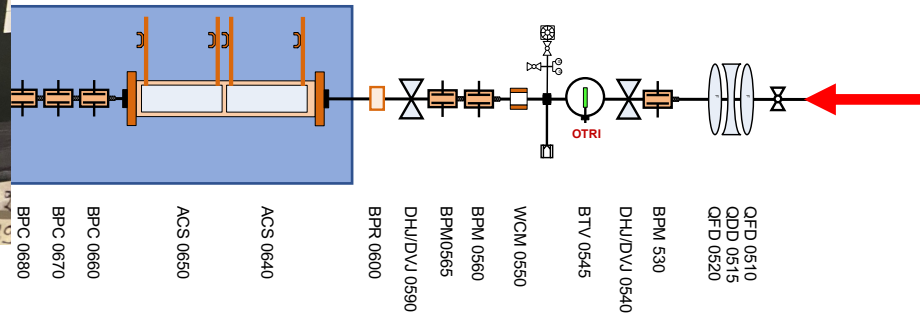 OTRI
BPC 0680
BPC 0670
BPC 0660
ACS 0650
ACS 0640
BPR 0600
DHJ/DVJ 0590
BPM0565
BPM 0560
WCM 0550
BTV 0545
DHJ/DVJ 0540
BPM 530
QFD 0520
QDD 0515
QFD 0510